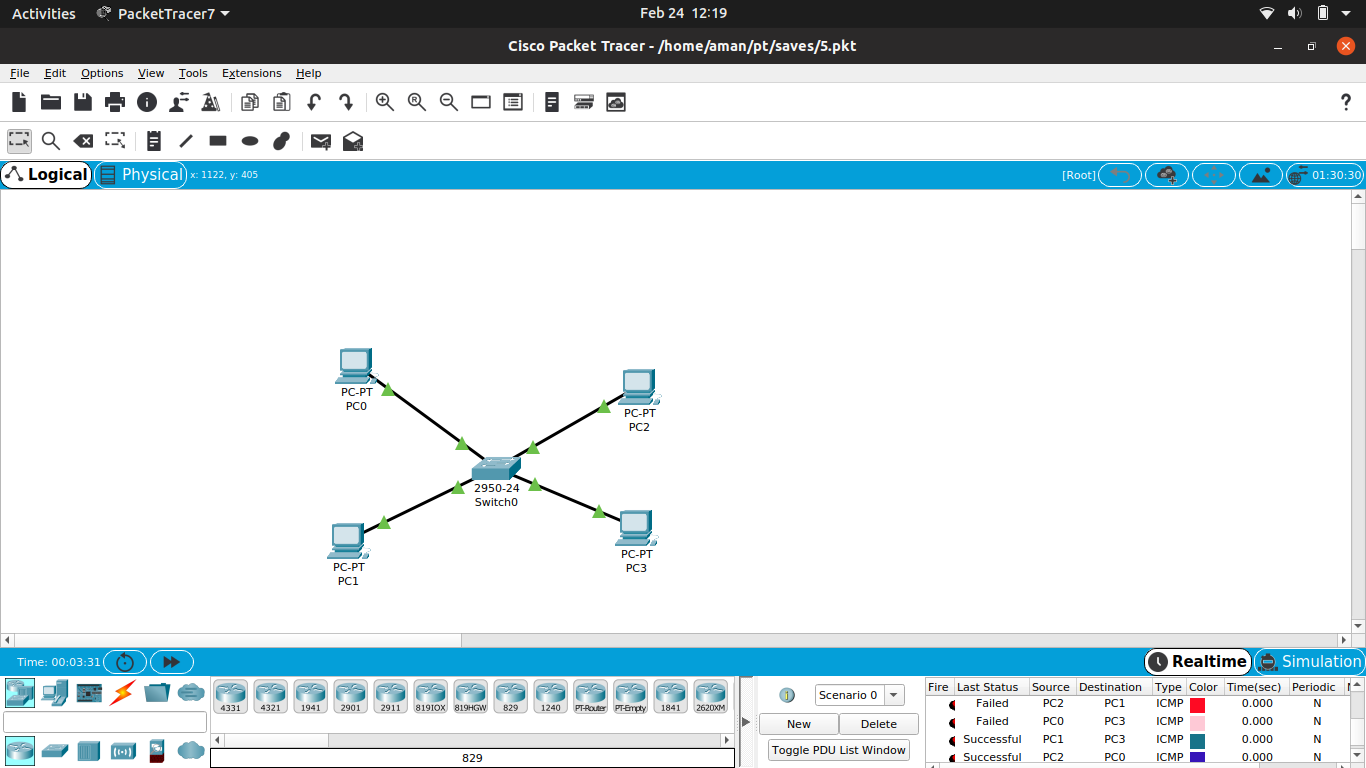 Activities PacketTracer7 Feb 24 12:19
Cisco Packet Tracer - /home/aman/pt/saves/5.pkt
File Edit Options View Tools Extensions Help
Logical Physical x: 1122, y: 405 [Root] 01:30:30
PC-PT
PC0
PC-PT
PC2
2950-24
Switch0
PC-PT
PC3
PC-PT
PC1
Time: 00:03:31 Realtime Simulation
4331 4321 1941 2901 2911 819IOX 819HGW 829 1240 PT-Router PT-Empty 1841 2620XM
829
Scenario 0
New Delete
Toggle PDU List Window
Fire Last Status Source Destination Type Color Time(sec) Periodic
Failed PC2 PC1 ICMP 0.000 N
Failed PC0 PC3 ICMP 0.000 N
Successful PC1 PC3 ICMP 0.000 N
Successful PC2 PC0 ICMP 0.000 N